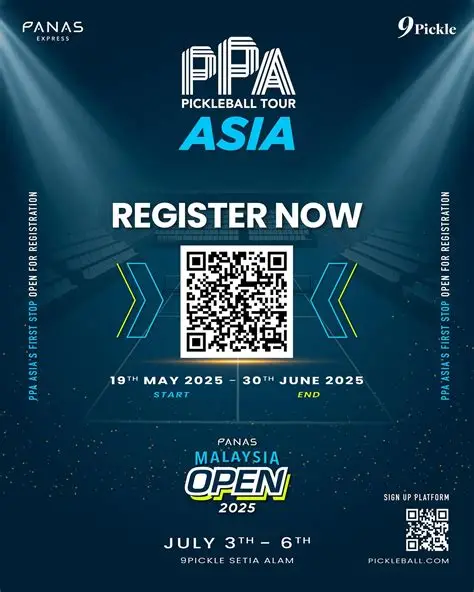 PANAS
EXPRESS
9Pickle
PPA
PICKLEBALL TOUR
ASIA
REGISTER NOW
PPA ASIA'S FIRST STOP OPEN FOR REGISTRATION
PPA ASIA'S FIRST STOP OPEN FOR REGISTRATION
19TH MAY 2025 – 30TH JUNE 2025
START END
PANAS
MALAYSIA
OPEN
2025
JULY 3TH – 6TH
9PICKLE SETIA ALAM
SIGN UP PLATFORM
PICKLEBALL.COM